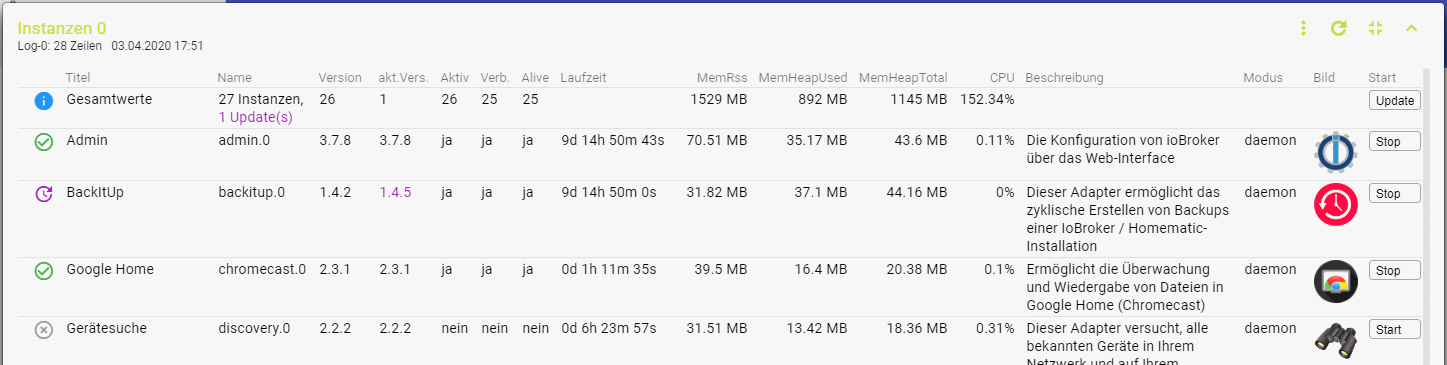 Instanzen 0
Log-0: 28 Zeilen 03.04.2020 17:51
Titel Name Version akt.Vers. Aktiv Verb. Alive Laufzeit MemRss MemHeapUsed MemHeapTotal CPU Beschreibung Modus Bild Start
Gesamtwerte 27 Instanzen, 26 1 26 25 25 1529 MB 892 MB 1145 MB 152.34% Update
1 Update(s)
Admin admin.0 3.7.8 3.7.8 ja ja ja 9d 14h 50m 43s 70.51 MB 35.17 MB 43.6 MB 0.11% Die Konfiguration von ioBroker daemon Stop
über das Web-Interface
BackItUp backitup.0 1.4.2 1.4.5 ja ja ja 9d 14h 50m 0s 31.82 MB 37.1 MB 44.16 MB 0% Dieser Adapter ermöglicht das daemon Stop
zyklische Erstellen von Backups
einer IoBroker / Homematic-
Installation
Google Home chromecast.0 2.3.1 2.3.1 ja ja ja 0d 1h 11m 35s 39.5 MB 16.4 MB 20.38 MB 0.1% Ermöglicht die Überwachung daemon Stop
und Wiedergabe von Dateien in
Google Home (Chromecast)
Gerätesuche discovery.0 2.2.2 2.2.2 nein nein nein 0d 6h 23m 57s 31.51 MB 13.42 MB 18.36 MB 0.31% Dieser Adapter versucht, alle daemon Start
bekannten Geräte in Ihrem
Netzwerk und auf Ihrem